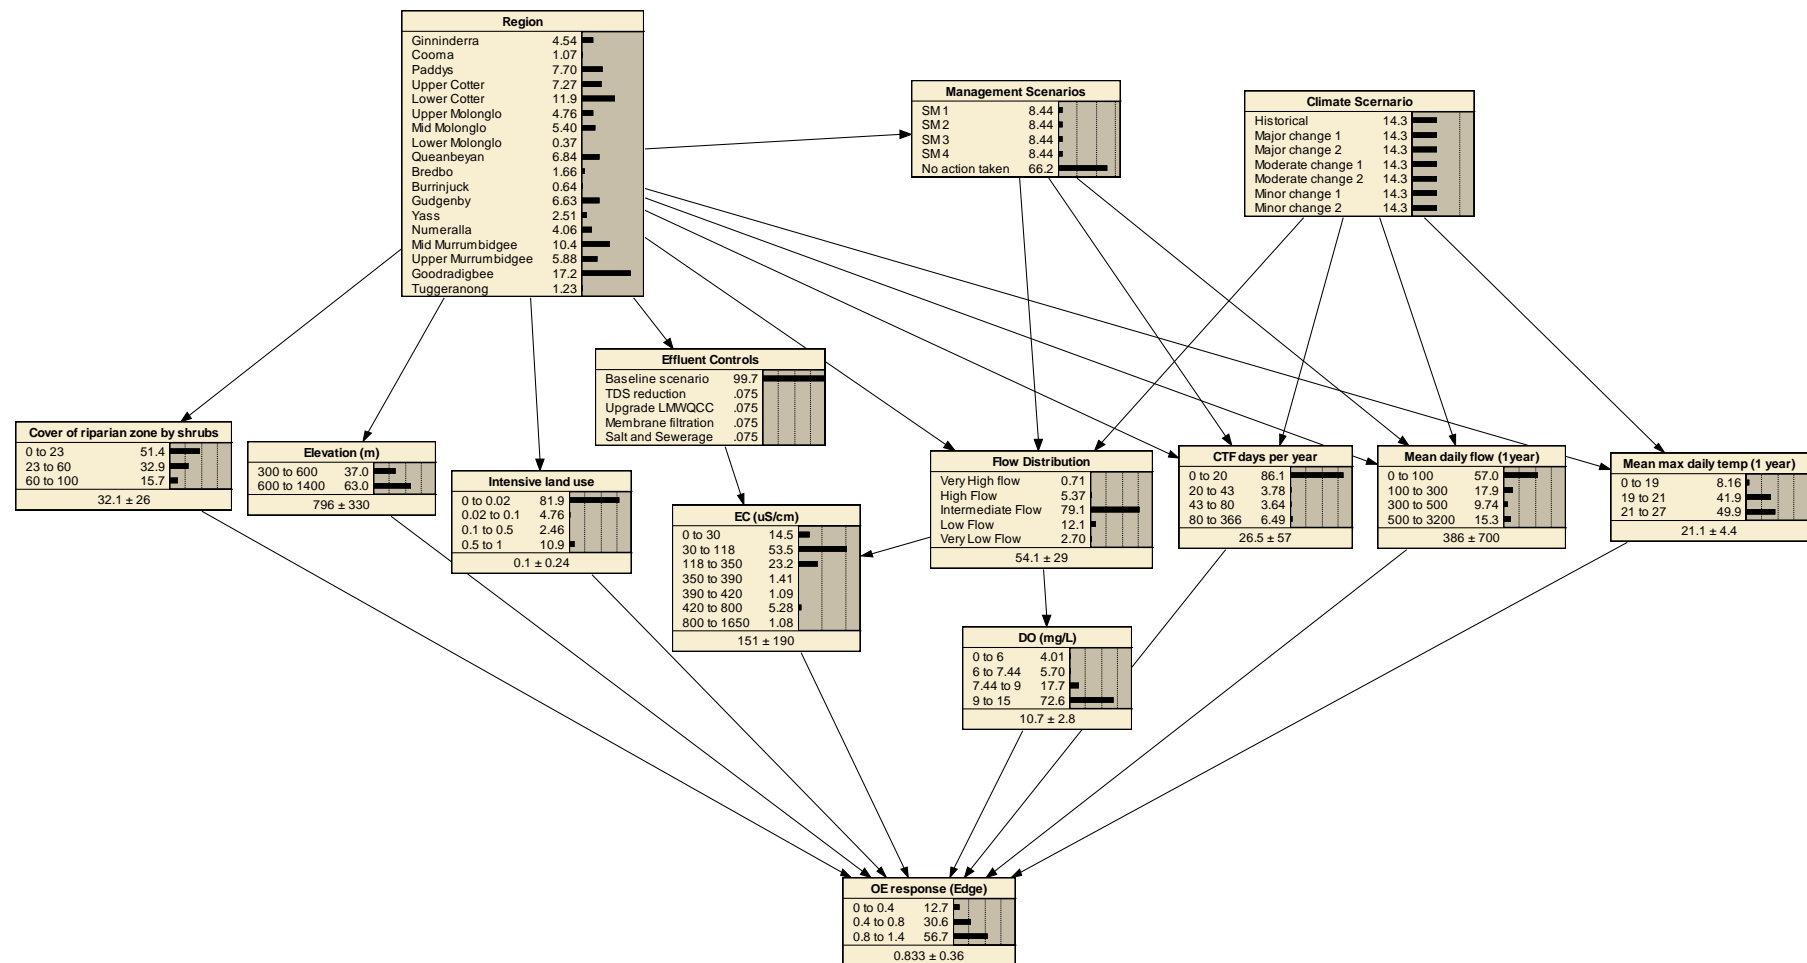 Region
Ginninderra 4.54
Cooma 1.07
Paddys 7.70
Upper Cotter 7.27
Lower Cotter 11.9
Upper Molonglo 4.76
Mid Molonglo 5.40
Lower Molonglo 0.37
Queanbeyan 6.84
Bredbo 1.66
Burrinjuck 0.64
Gudgenby 6.63
Yass 2.51
Numeralla 4.06
Mid Murrumbidgee 10.4
Upper Murrumbidgee 5.88
Goodradigbee 17.2
Tuggeranong 1.23
Management Scenarios
SM 1 8.44
SM 2 8.44
SM 3 8.44
SM 4 8.44
No action taken 66.2
Climate Scernario
Historical 14.3
Major change 1 14.3
Major change 2 14.3
Moderate change 1 14.3
Moderate change 2 14.3
Minor change 1 14.3
Minor change 2 14.3
Effluent Controls
Baseline scenario 99.7
TDS reduction .075
Upgrade LMWQCC .075
Membrane filtration .075
Salt and Sewerage .075
Cover of riparian zone by shrubs
0 to 23 51.4
23 to 60 32.9
60 to 100 15.7
32.1 ± 26
Elevation (m)
300 to 600 37.0
600 to 1400 63.0
796 ± 330
Intensive land use
0 to 0.02 81.9
0.02 to 0.1 4.76
0.1 to 0.5 2.46
0.5 to 1 10.9
0.1 ± 0.24
EC (uS/cm)
0 to 30 14.5
30 to 118 53.5
118 to 350 23.2
350 to 390 1.41
390 to 420 1.09
420 to 800 5.28
800 to 1650 1.08
151 ± 190
Flow Distribution
Very High flow 0.71
High Flow 5.37
Intermediate Flow 79.1
Low Flow 12.1
Very Low Flow 2.70
54.1 ± 29
CTF days per year
0 to 20 86.1
20 to 43 3.78
43 to 80 3.64
80 to 366 6.49
26.5 ± 57
Mean daily flow (1year)
0 to 100 57.0
100 to 300 17.9
300 to 500 9.74
500 to 3200 15.3
386 ± 700
Mean max daily temp (1 year)
0 to 19 8.16
19 to 21 41.9
21 to 27 49.9
21.1 ± 4.4
DO (mg/L)
0 to 6 4.01
6 to 7.44 5.70
7.44 to 9 17.7
9 to 15 72.6
10.7 ± 2.8
OE response (Edge)
0 to 0.4 12.7
0.4 to 0.8 30.6
0.8 to 1.4 56.7
0.833 ± 0.36